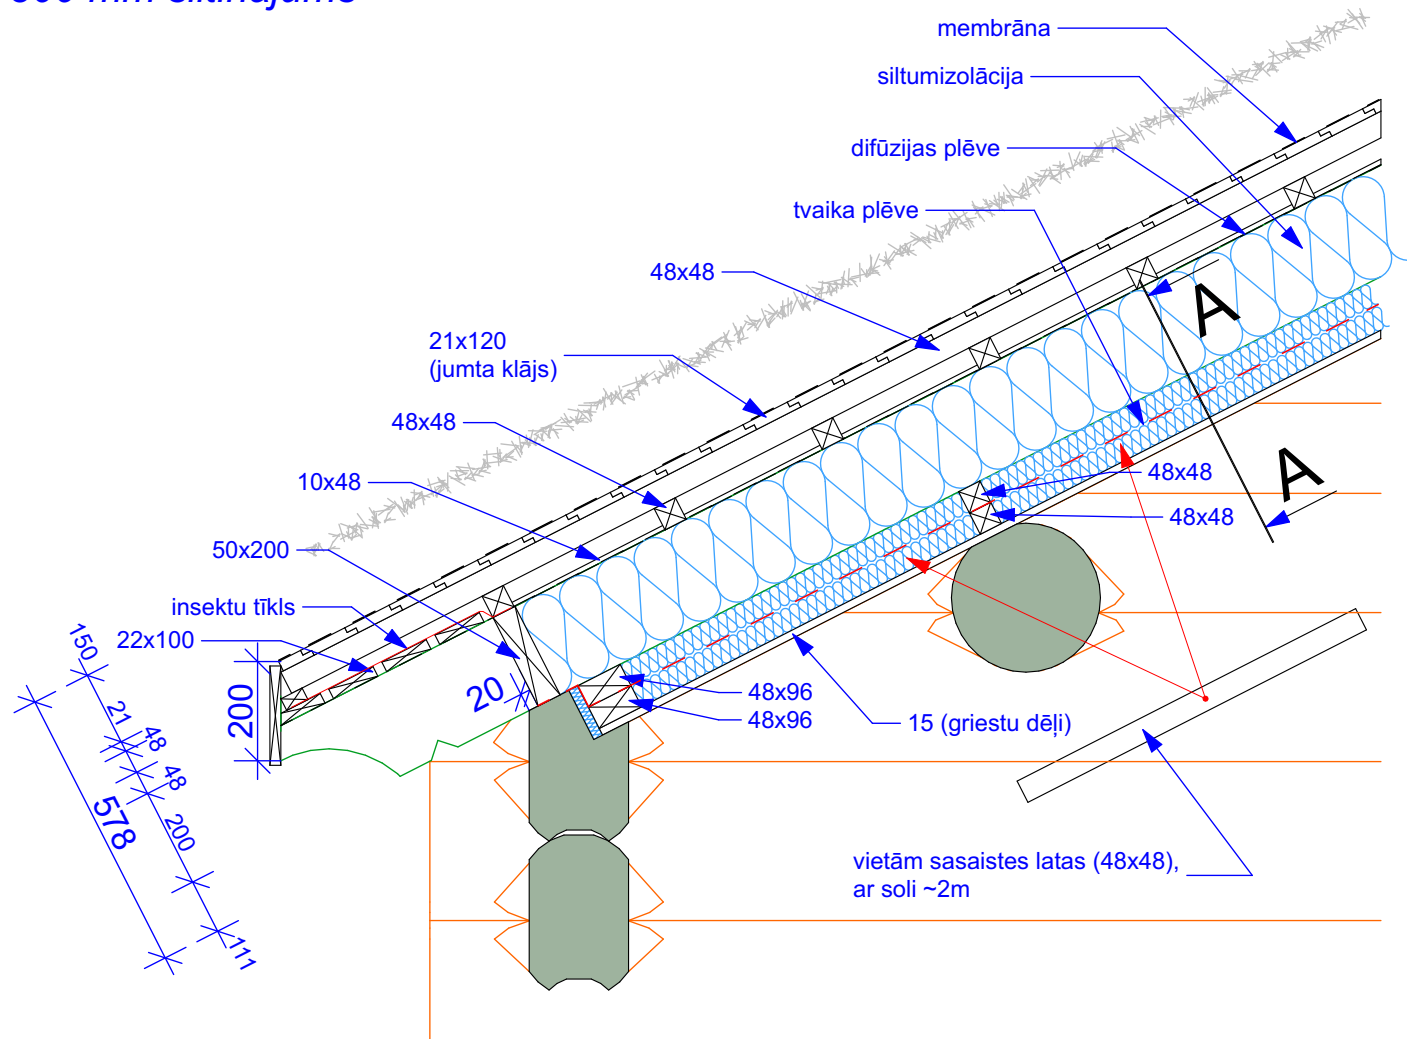 membrāna
siltumizolācija
difūzijas plēve
tvaika plēve
48x48
21x120
(jumta klājs)
48x48
10x48
50x200
insektu tīkls
22x100
A
A
48x48
48x48
48x96
48x96
15 (griestu dēļi)
20
200
150
21
48
48
200
111
578
vietām sasaistes latas (48x48),
ar soli ~2m